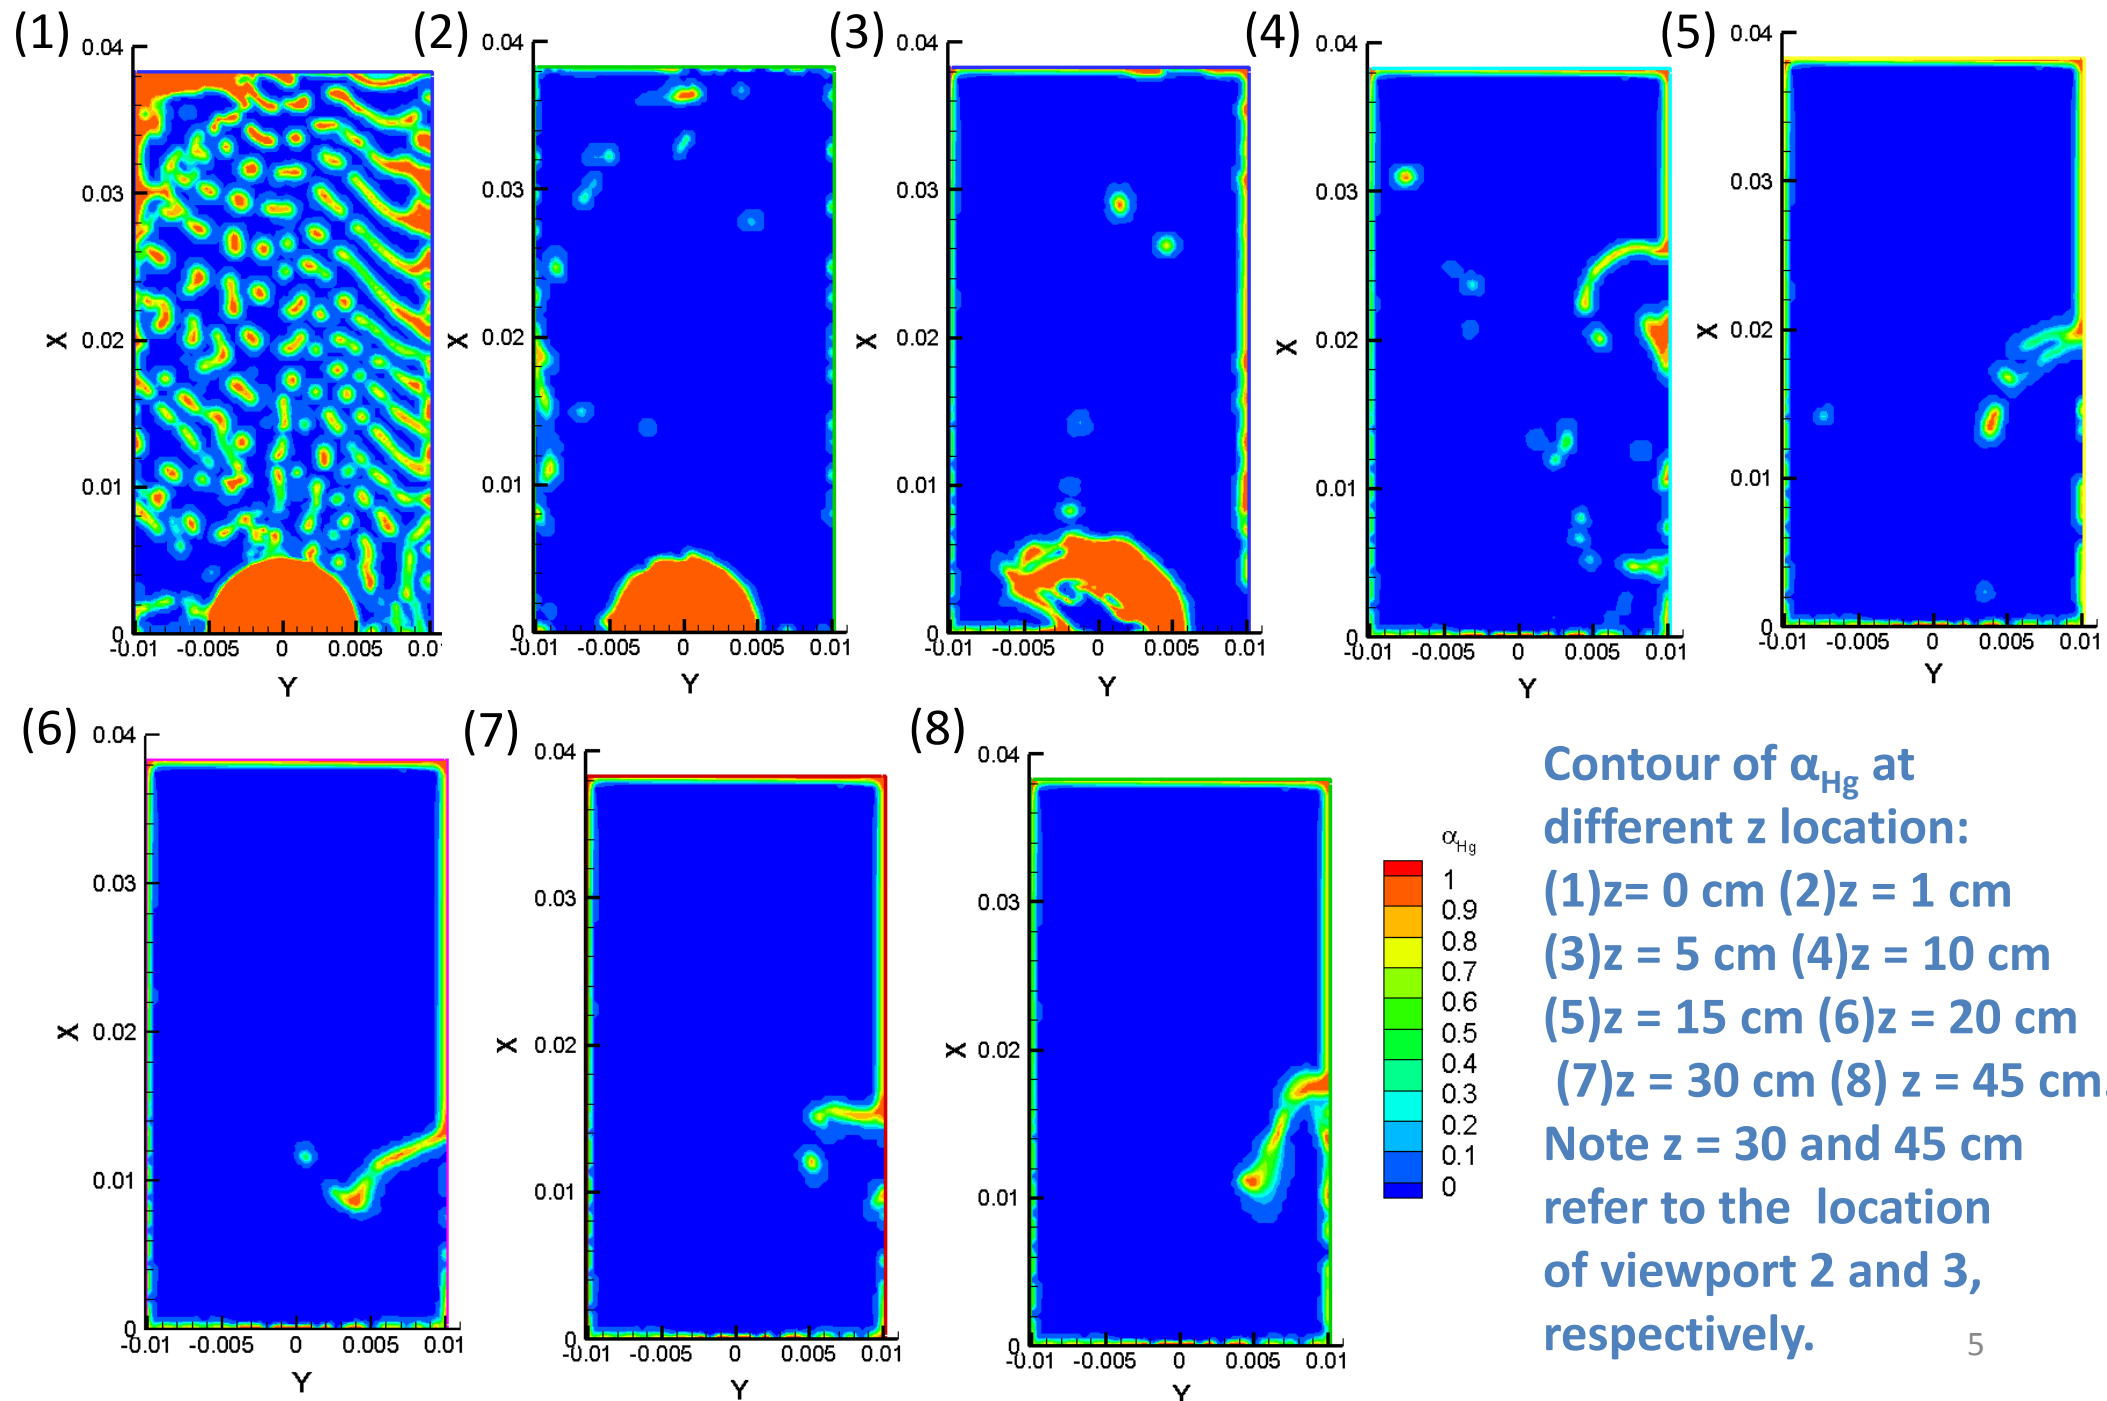 (1) (2) (3) (4) (5)
0.04 0.04 0.04 0.04 0.04
0.03 0.03 0.03 0.03 0.03
X 0.02 X 0.02 X 0.02 X 0.02 X 0.02
0.01 0.01 0.01 0.01 0.01
0 0 0 0 0
-0.01 -0.005 0 0.005 0.0 -0.01 -0.005 0 0.005 0.01 -0.01 -0.005 0 0.005 0.01 -0.01 -0.005 0 0.005 0.01 -0.01 -0.005 0 0.005 0.01
Y Y Y Y Y
(6) (7) (8)
0.04 0.04 0.04
0.03 0.03 0.03
X 0.02 X 0.02 X 0.02
0.01 0.01 0.01
0 0 0
-0.01 -0.005 0 0.005 0.01 -0.01 -0.005 0 0.005 0.01 -0.01 -0.005 0 0.005 0.01
Y Y Y
αHg
1
0.9
0.8
0.7
0.6
0.5
0.4
0.3
0.2
0.1
0
Contour of αHg at
different z location:
(1)z= 0 cm (2)z = 1 cm
(3)z = 5 cm (4)z = 10 cm
(5)z = 15 cm (6)z = 20 cm
(7)z = 30 cm (8) z = 45 cm.
Note z = 30 and 45 cm
refer to the location
of viewport 2 and 3,
respectively.
5